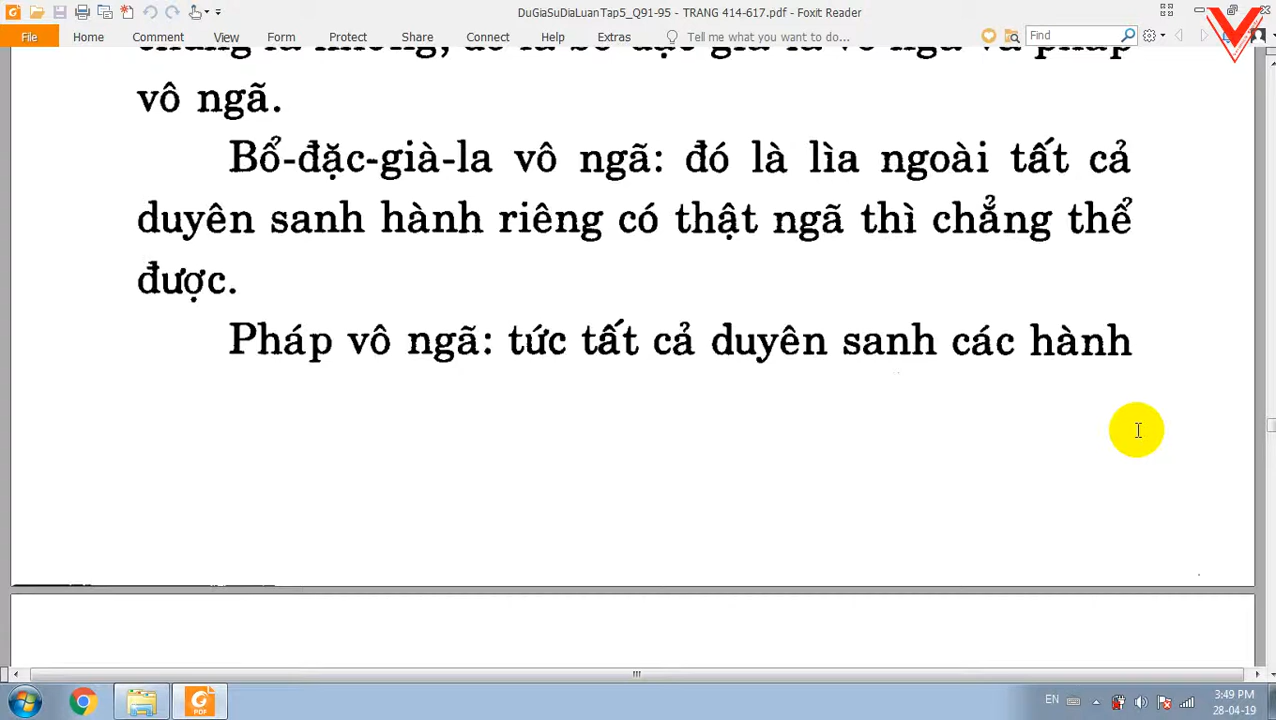 DuGiaSuDiaLuanTap5_Q91-95 - TRANG 414-617.pdf - Foxit Reader
File Home Comment View Form Protect Share Connect Help Extras Tell me what you want to do... Find
vô ngã.
Bổ-đặc-già-la vô ngã: đó là lìa ngoài tất cả
duyên sanh hành riêng có thật ngã thì chẳng thể
được.
Pháp vô ngã: tức tất cả duyên sanh các hành
EN
3:49 PM
28-04-19